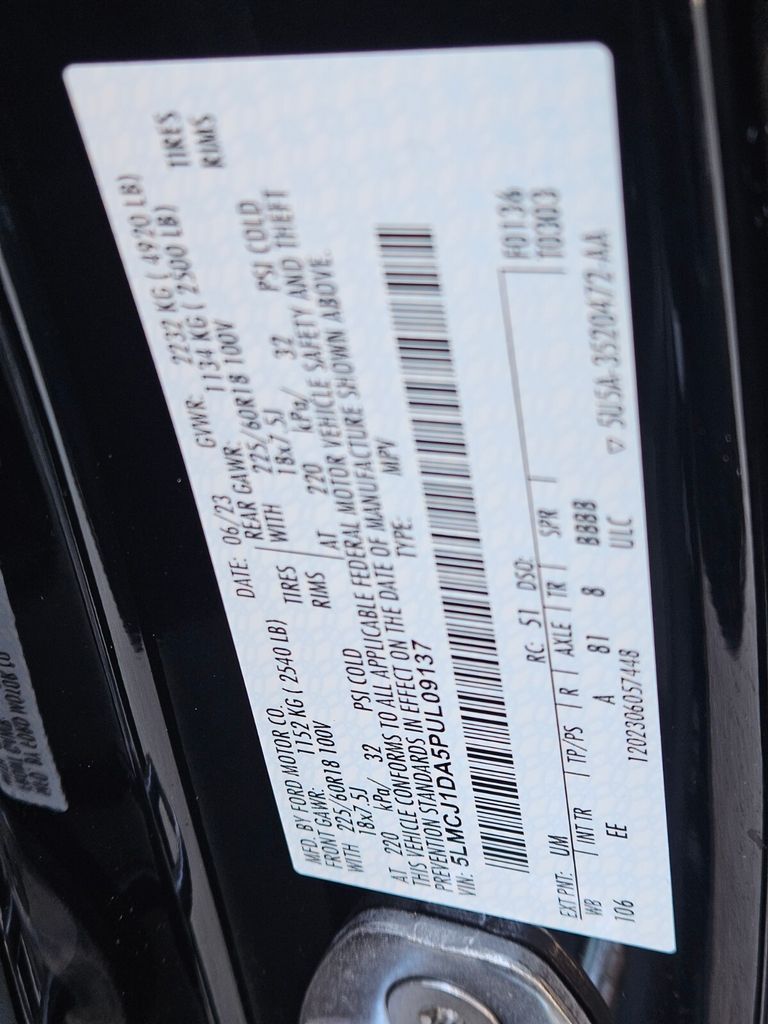 MFD. BY FORD MOTOR CO.
DATE: 06/23 GVWR: 2232 KG ( 4920 LB)
FRONT GAWR: 1152 KG ( 2540 LB) REAR GAWR: 1134 KG ( 2500 LB)
WITH 225/60R18 100V TIRES WITH 225/60R18 100V TIRES
18x7.5J RIMS 18x7.5J RIMS
AT 220 kPa/ 32 PSI COLD AT 220 kPa/ 32 PSI COLD
THIS VEHICLE CONFORMS TO ALL APPLICABLE FEDERAL MOTOR VEHICLE SAFETY AND THEFT
PREVENTION STANDARDS IN EFFECT ON THE DATE OF MANUFACTURE SHOWN ABOVE.
VIN: 5LMCJ1DA5PUL09137 TYPE: MPV
F0136
T0303
EXT PNT: UM RC: 51 DSO:
WB INT TR TP/PS R AXLE TR SPR
106 EE A 81 8 BBBB
1202306057448 ULC ▽ 5U5A-3520472-AA